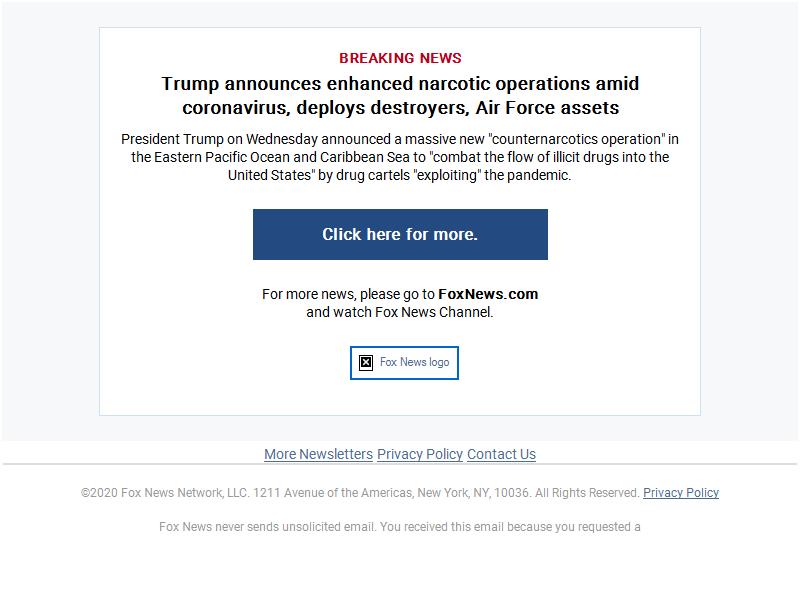 BREAKING NEWS
Trump announces enhanced narcotic operations amid
coronavirus, deploys destroyers, Air Force assets
President Trump on Wednesday announced a massive new "counternarcotics operation" in
the Eastern Pacific Ocean and Caribbean Sea to "combat the flow of illicit drugs into the
United States" by drug cartels "exploiting" the pandemic.
Click here for more.
For more news, please go to FoxNews.com
and watch Fox News Channel.
Fox News logo
More Newsletters Privacy Policy Contact Us
©2020 Fox News Network, LLC. 1211 Avenue of the Americas, New York, NY, 10036. All Rights Reserved. Privacy Policy
Fox News never sends unsolicited email. You received this email because you requested a